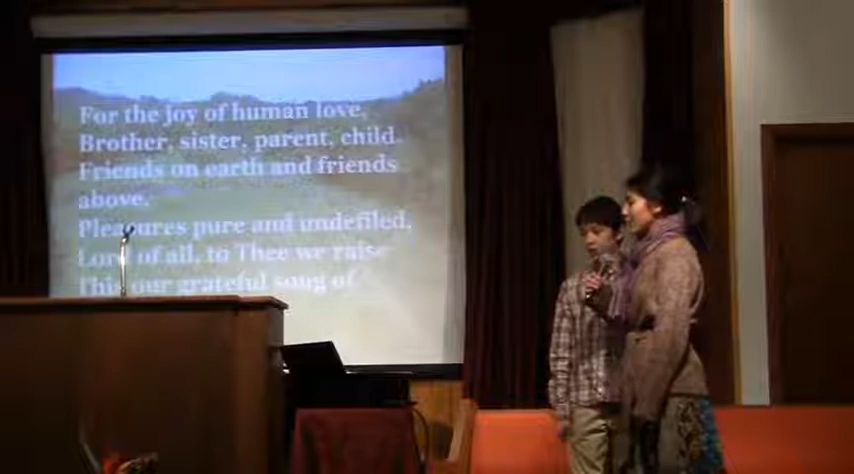 For the joy of human love,
Brother, sister, parent, child.
Friends on earth and friends
above.
Pleasures pure and undefiled,
Lord of all, to Thee we raise
This our grateful song of